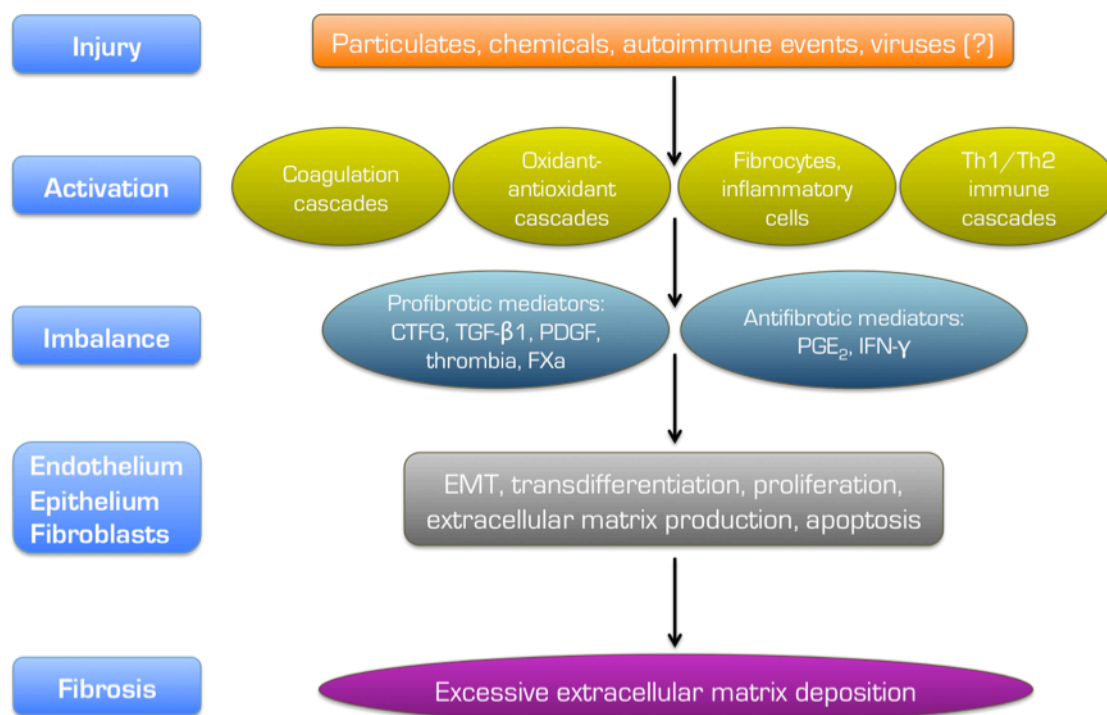 Injury
Particulates, chemicals, autoimmune events, viruses (?)
Activation
Coagulation
cascades
Oxidant-
antioxidant
cascades
Fibrocytes,
inflammatory
cells
Th1/Th2
immune
cascades
Imbalance
Profibrotic mediators:
CTFG, TGF-β1, PDGF,
thrombia, FXa
Antifibrotic mediators:
PGE₂, IFN-γ
Endothelium
Epithelium
Fibroblasts
EMT, transdifferentiation, proliferation,
extracellular matrix production, apoptosis
Fibrosis
Excessive extracellular matrix deposition